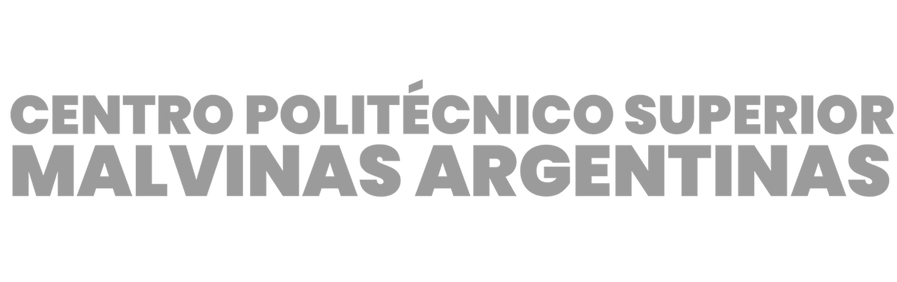 CENTRO POLITÉCNICO SUPERIOR
MALVINAS ARGENTINAS